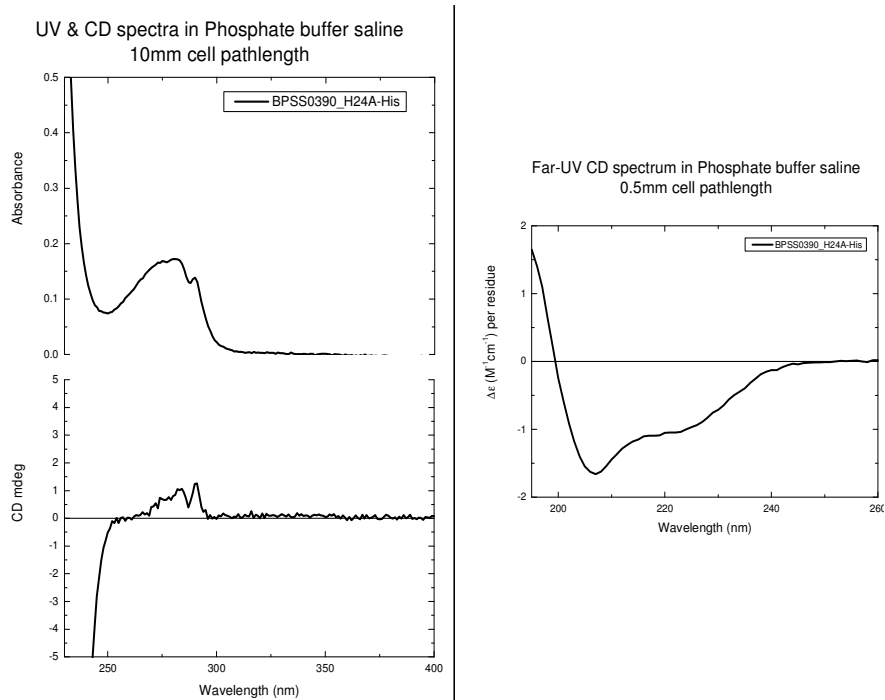 UV & CD spectra in Phosphate buffer saline
10mm cell pathlength
0.5
0.4
0.3
0.2
0.1
0.0
Absorbance
BPSS0390_H24A-His
5
4
3
2
1
0
-1
-2
-3
-4
-5
CD mdeg
250
300
350
400
Wavelength (nm)
Far-UV CD spectrum in Phosphate buffer saline
0.5mm cell pathlength
2
1
0
-1
-2
Δε (M⁻¹cm⁻¹) per residue
BPSS0390_H24A-His
200
220
240
260
Wavelength (nm)